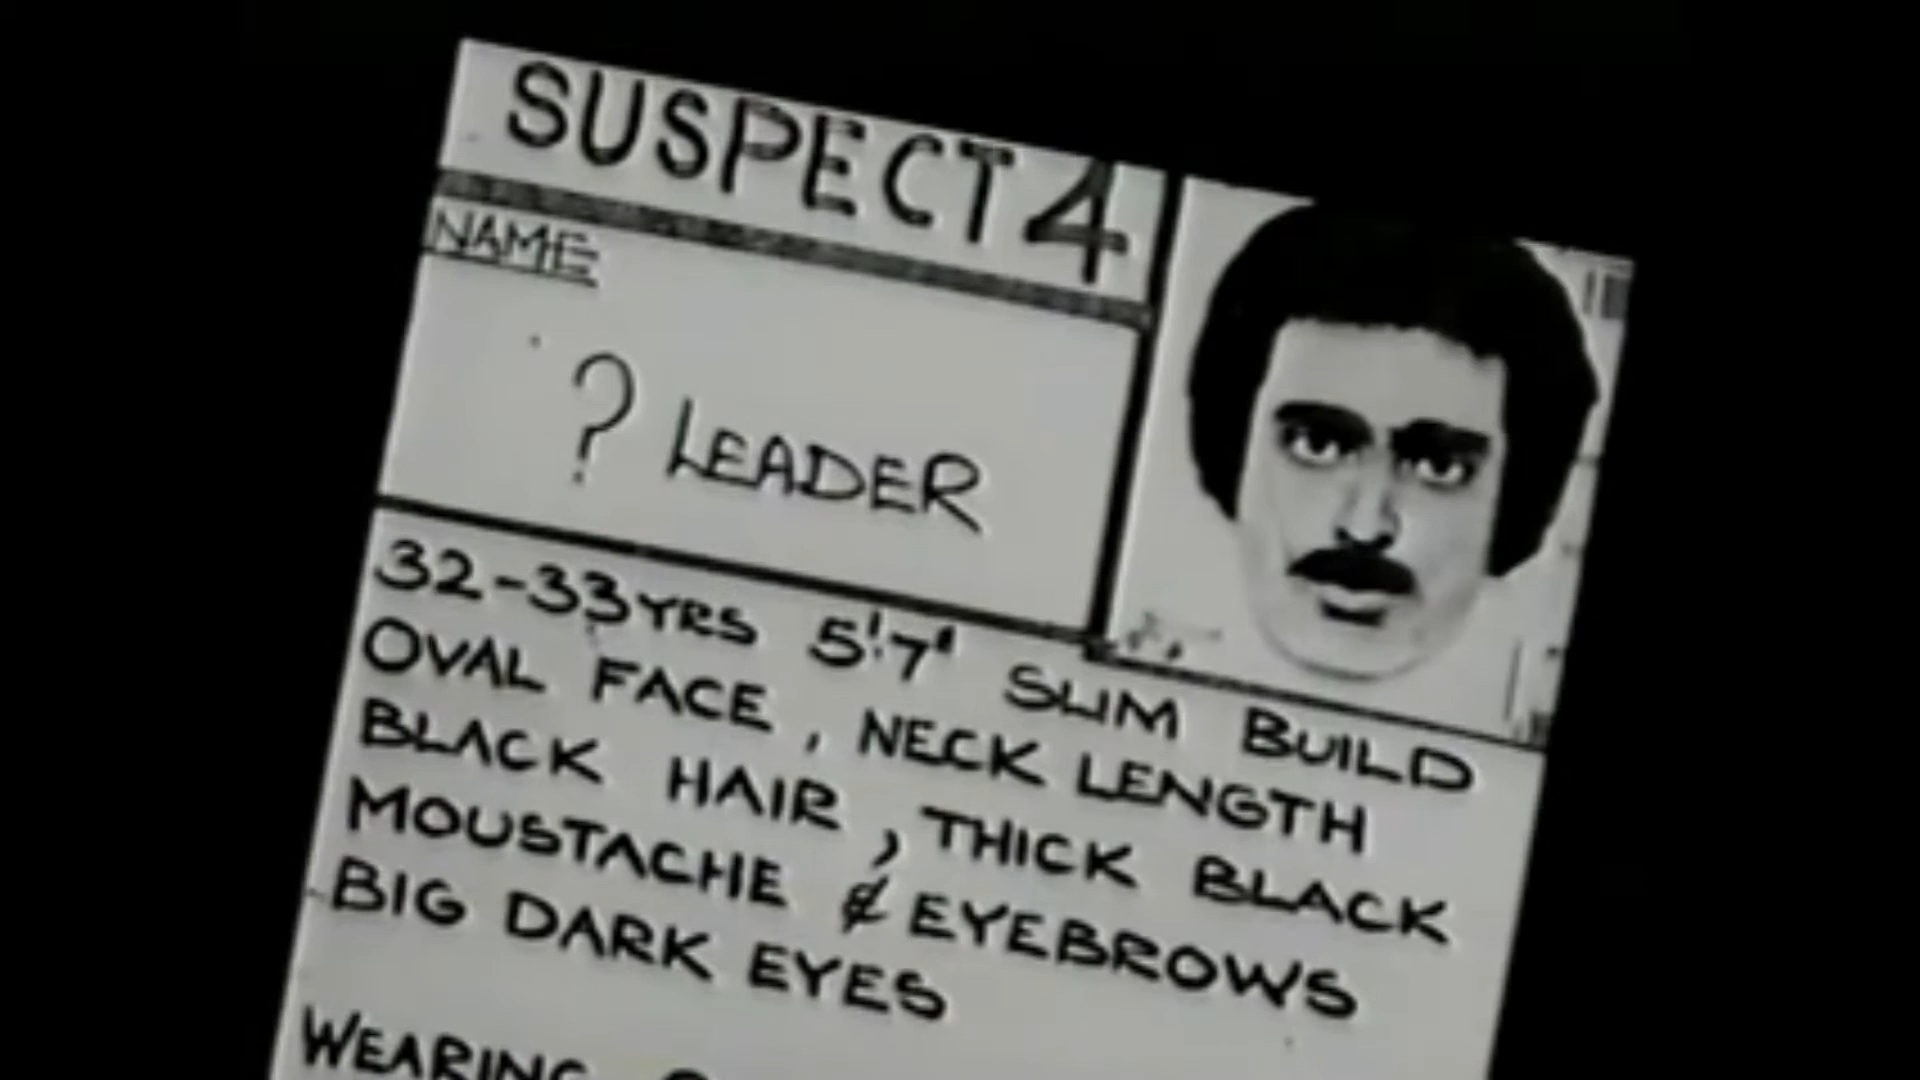 SUSPECT 4
NAME
? LEADER
32-33YRS 5'7" SLIM BUILD
OVAL FACE, NECK LENGTH
BLACK HAIR, THICK BLACK
MOUSTACHE & EYEBROWS
BIG DARK EYES
WEARING